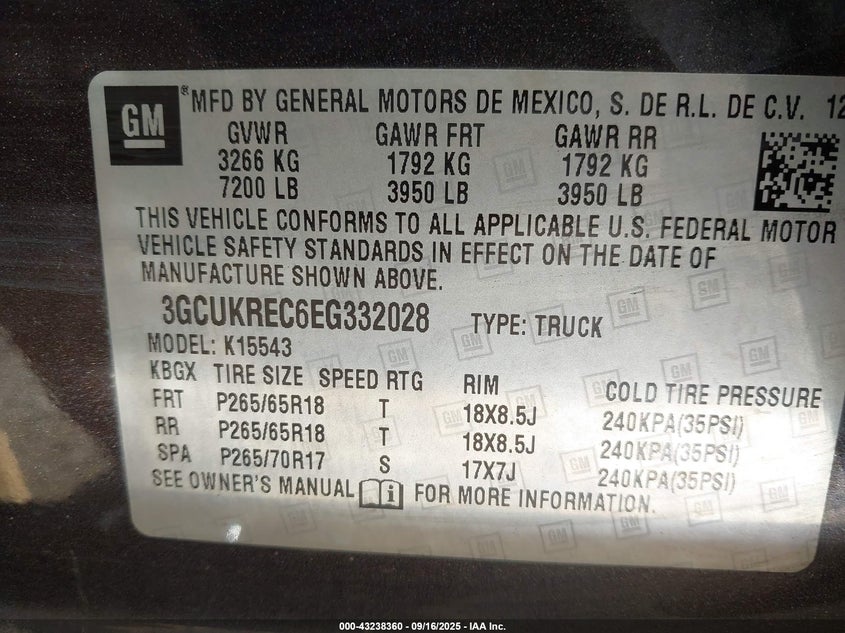 GM ® MFD BY GENERAL MOTORS DE MEXICO, S. DE R.L. DE C.V. 12
GVWR GAWR FRT GAWR RR
3266 KG 1792 KG 1792 KG
7200 LB 3950 LB 3950 LB
THIS VEHICLE CONFORMS TO ALL APPLICABLE U.S. FEDERAL MOTOR
VEHICLE SAFETY STANDARDS IN EFFECT ON THE DATE OF
MANUFACTURE SHOWN ABOVE.
3GCUKREC6EG332028 TYPE: TRUCK
MODEL: K15543
KBGX TIRE SIZE SPEED RTG RIM COLD TIRE PRESSURE
FRT P265/65R18 T 18X8.5J 240KPA(35PSI)
RR P265/65R18 T 18X8.5J 240KPA(35PSI)
SPA P265/70R17 S 17X7J 240KPA(35PSI)
SEE OWNER'S MANUAL i FOR MORE INFORMATION.
000-43238360 - 09/16/2025 - IAA Inc.